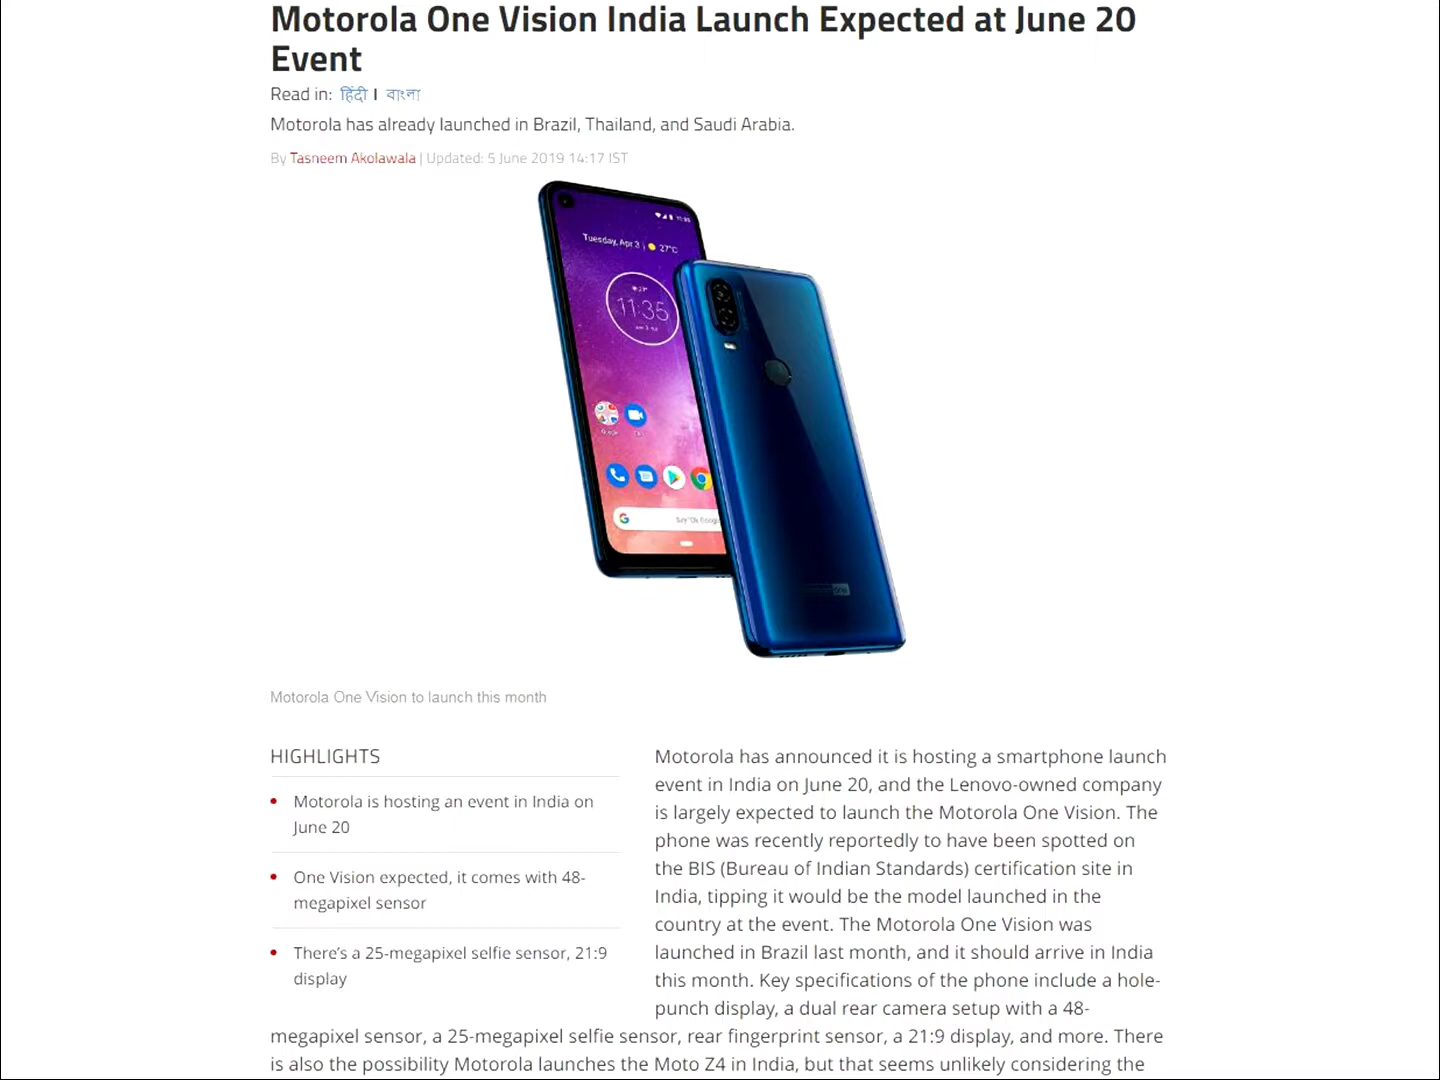 Motorola One Vision India Launch Expected at June 20
Event
Read in: हिंदी | বাংলা
Motorola has already launched in Brazil, Thailand, and Saudi Arabia.
By Tasneem Akolawala | Updated: 5 June 2019 14:17 IST
Tuesday, Apr 3 | 27°C
11:35
Motorola One Vision to launch this month
HIGHLIGHTS
Motorola is hosting an event in India on
June 20
One Vision expected, it comes with 48-
megapixel sensor
There's a 25-megapixel selfie sensor, 21:9
display
Motorola has announced it is hosting a smartphone launch
event in India on June 20, and the Lenovo-owned company
is largely expected to launch the Motorola One Vision. The
phone was recently reportedly to have been spotted on
the BIS (Bureau of Indian Standards) certification site in
India, tipping it would be the model launched in the
country at the event. The Motorola One Vision was
launched in Brazil last month, and it should arrive in India
this month. Key specifications of the phone include a hole-
punch display, a dual rear camera setup with a 48-
megapixel sensor, a 25-megapixel selfie sensor, rear fingerprint sensor, a 21:9 display, and more. There
is also the possibility Motorola launches the Moto Z4 in India, but that seems unlikely considering the